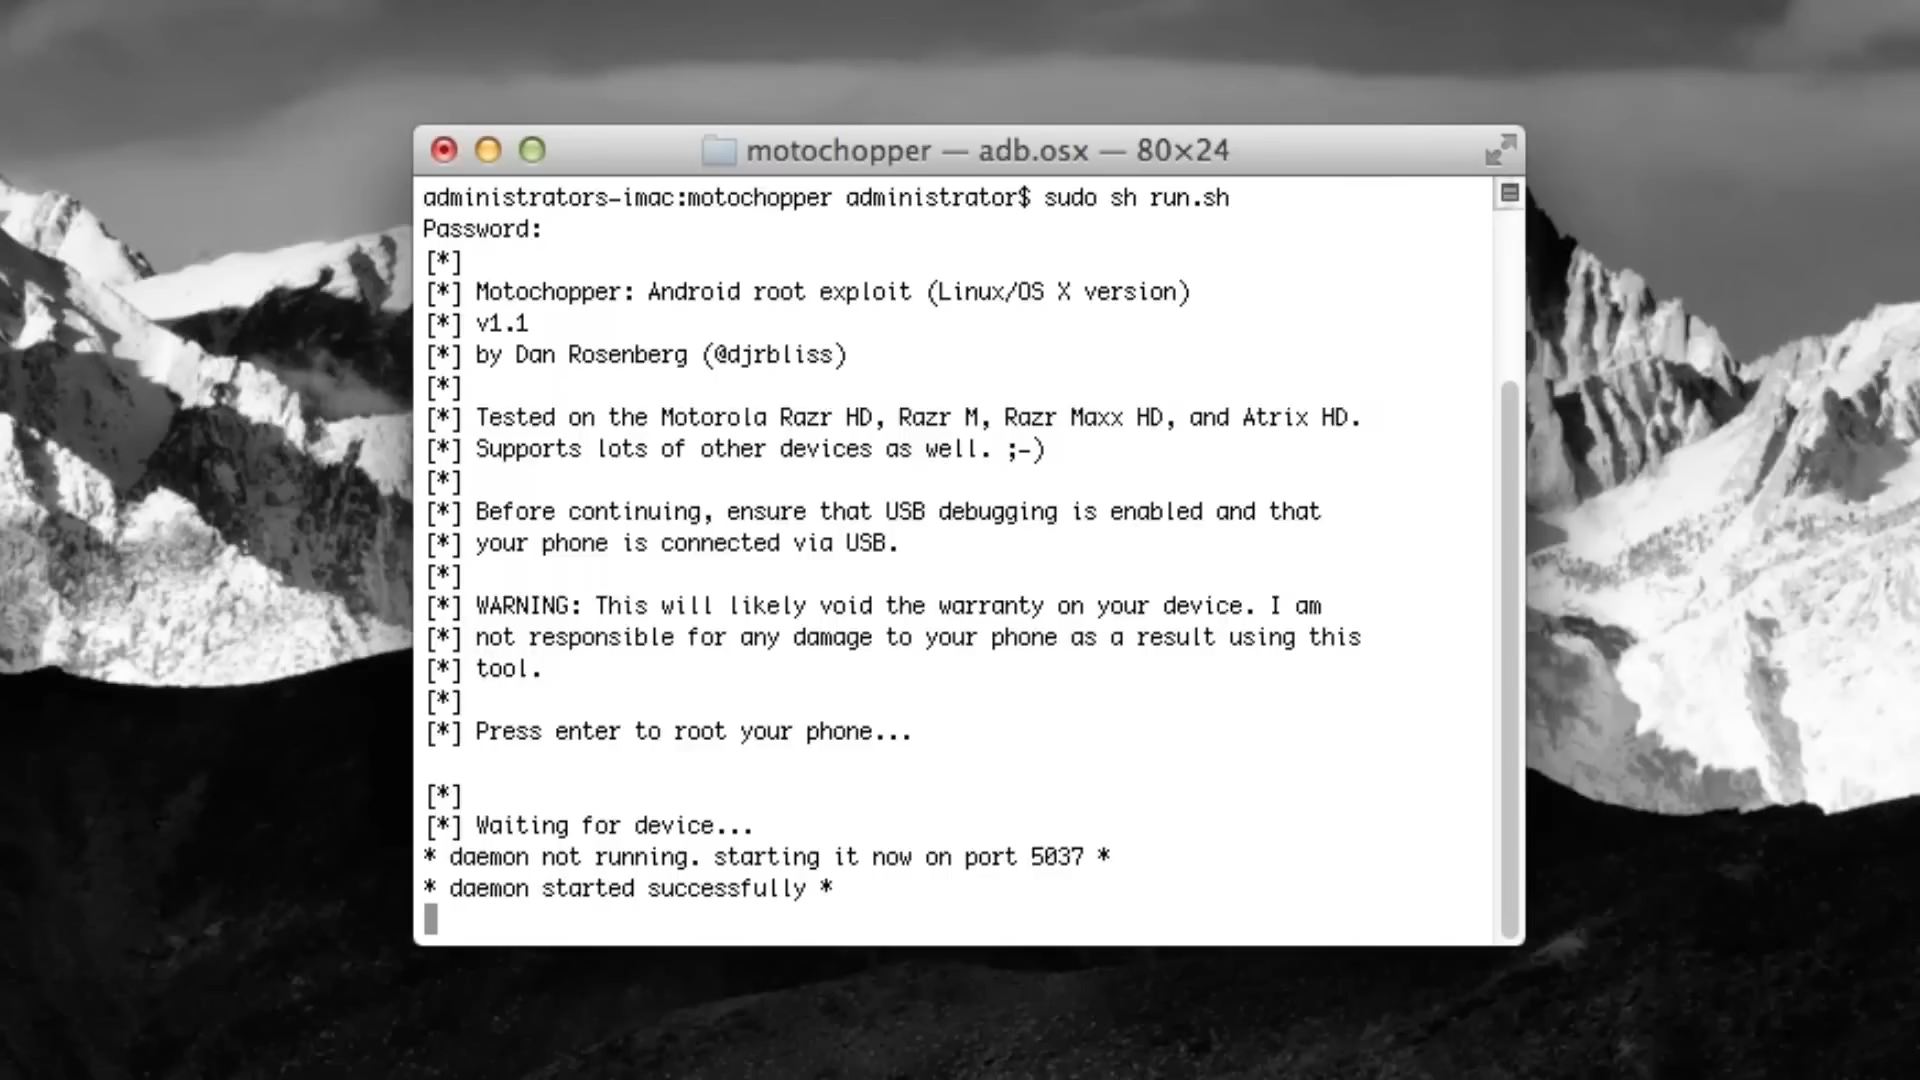 motochopper — adb.osx — 80×24
administrators-imac:motochopper administrator$ sudo sh run.sh
Password:
[*]
[*] Motochopper: Android root exploit (Linux/OS X version)
[*] v1.1
[*] by Dan Rosenberg (@djrbliss)
[*]
[*] Tested on the Motorola Razr HD, Razr M, Razr Maxx HD, and Atrix HD.
[*] Supports lots of other devices as well. ;-)
[*]
[*] Before continuing, ensure that USB debugging is enabled and that
[*] your phone is connected via USB.
[*]
[*] WARNING: This will likely void the warranty on your device. I am
[*] not responsible for any damage to your phone as a result using this
[*] tool.
[*]
[*] Press enter to root your phone...
[*]
[*] Waiting for device...
* daemon not running. starting it now on port 5037 *
* daemon started successfully *